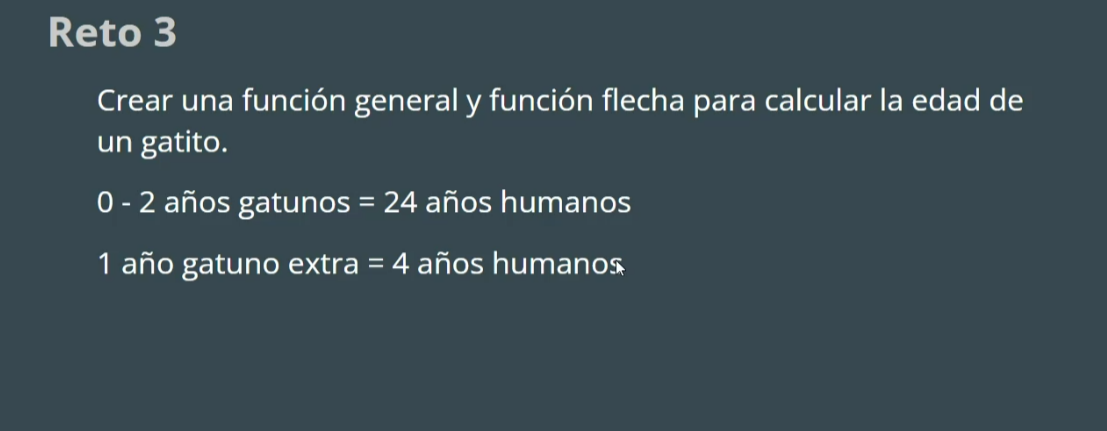 Reto 3
Crear una función general y función flecha para calcular la edad de
un gatito.
0 - 2 años gatunos = 24 años humanos
1 año gatuno extra = 4 años humanos